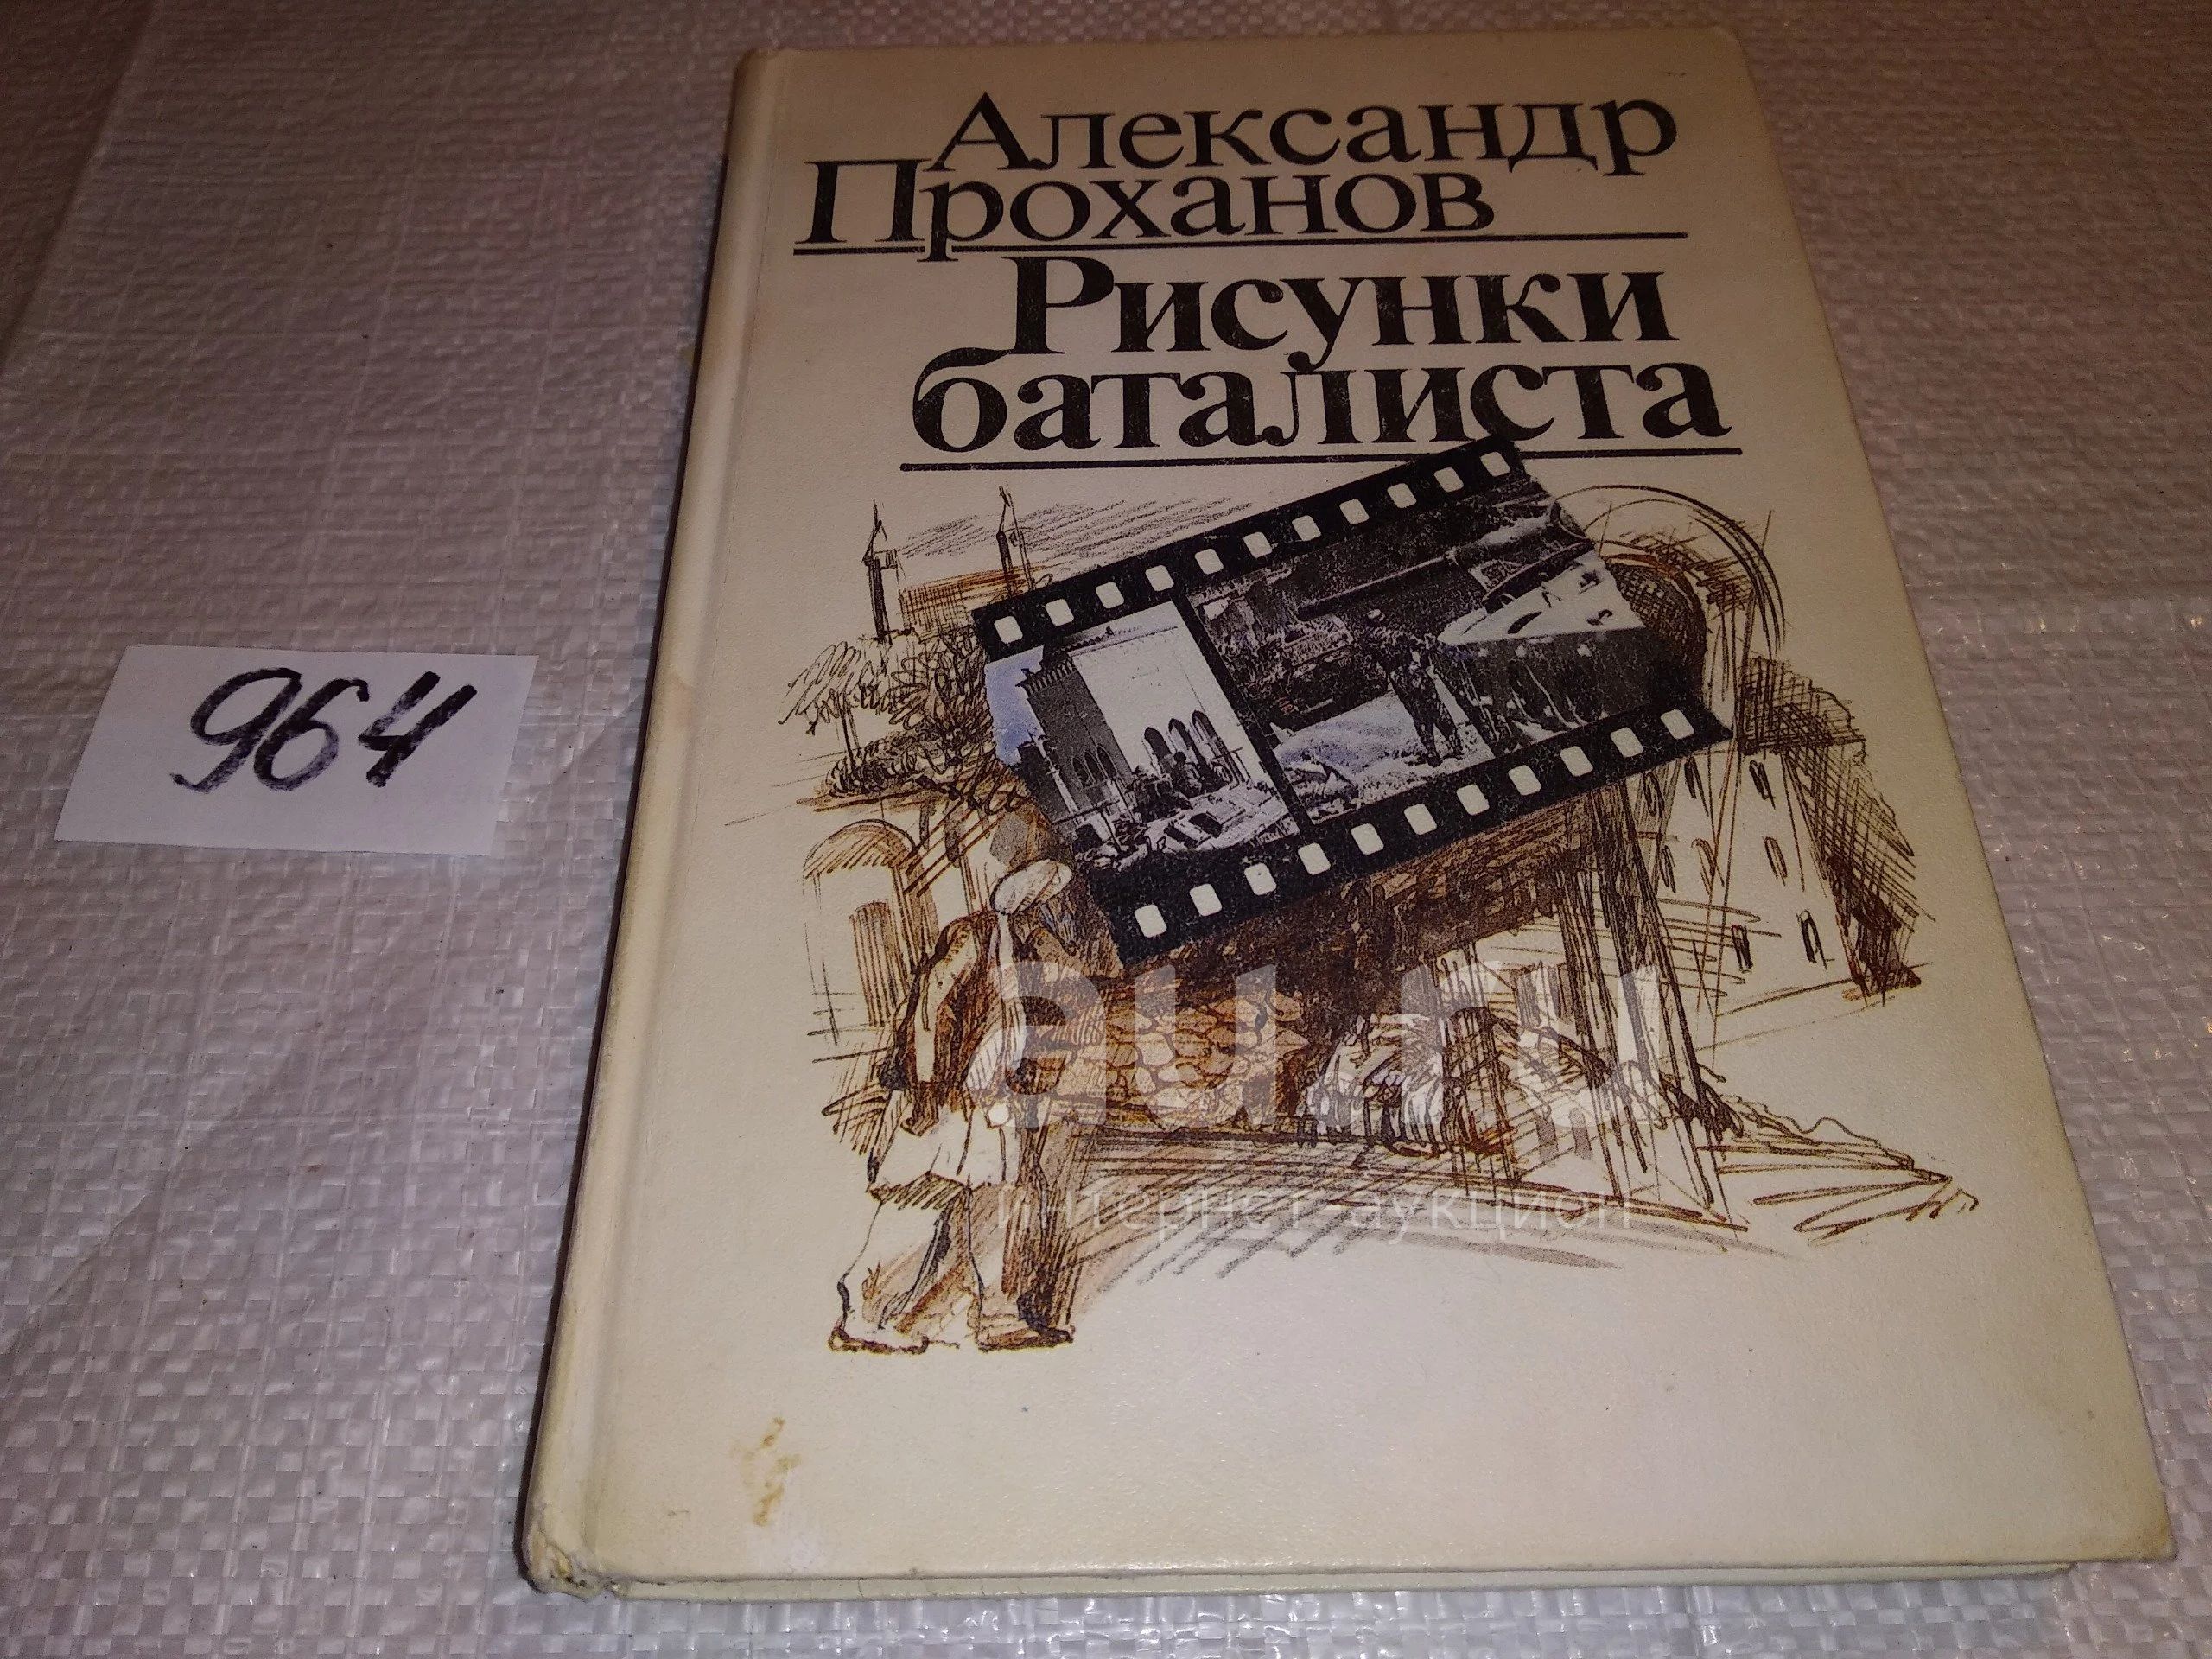 Александр
Проханов
Рисунки
баталиста
964
au.ru
интернет-аукцион